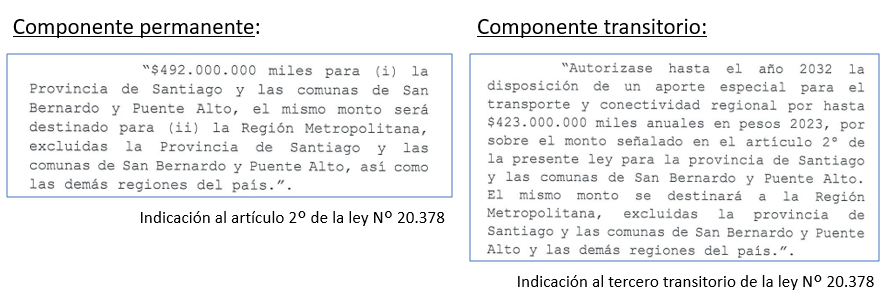 Componente permanente:
"$492.000.000 miles para (i) la
Provincia de Santiago y las comunas de San
Bernardo y Puente Alto, el mismo monto será
destinado para (ii) la Región Metropolitana,
excluidas la Provincia de Santiago y las
comunas de San Bernardo y Puente Alto, así como
las demás regiones del país.".
Indicación al artículo 2º de la ley Nº 20.378
Componente transitorio:
"Autorízase hasta el año 2032 la
disposición de un aporte especial para el
transporte y conectividad regional por hasta
$423.000.000 miles anuales en pesos 2023, por
sobre el monto señalado en el artículo 2° de
la presente ley para la provincia de Santiago
y las comunas de San Bernardo y Puente Alto.
El mismo monto se destinará a la Región
Metropolitana, excluidas la provincia de
Santiago y las comunas de San Bernardo y Puente
Alto y las demás regiones del país.".
Indicación al tercero transitorio de la ley Nº 20.378